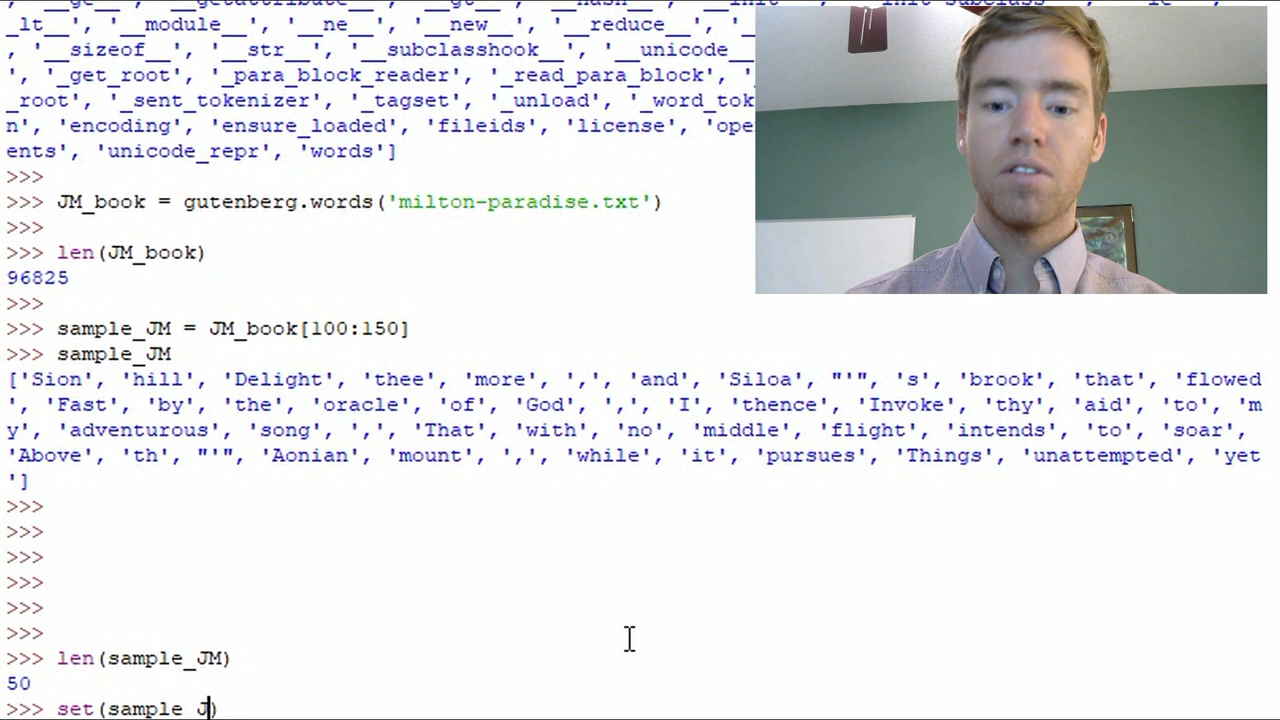 _lt__', '__module__', '__ne__', '__new__', '__reduce__', '_
, '__sizeof__', '__str__', '__subclasshook__', '__unicode_
', '_get_root', '_para_block_reader', '_read_para_block', '
_root', '_sent_tokenizer', '_tagset', '_unload', '_word_tok
n', 'encoding', 'ensure_loaded', 'fileids', 'license', 'ope
ents', 'unicode_repr', 'words']
>>>
>>> JM_book = gutenberg.words('milton-paradise.txt')
>>>
>>> len(JM_book)
96825
>>>
>>> sample_JM = JM_book[100:150]
>>> sample_JM
['Sion', 'hill', 'Delight', 'thee', 'more', ',', 'and', 'Siloa', "'", 's', 'brook', 'that', 'flowed
', 'Fast', 'by', 'the', 'oracle', 'of', 'God', ',', 'I', 'thence', 'Invoke', 'thy', 'aid', 'to', 'm
y', 'adventurous', 'song', ',', 'That', 'with', 'no', 'middle', 'flight', 'intends', 'to', 'soar',
'Above', 'th', "'", 'Aonian', 'mount', ',', 'while', 'it', 'pursues', 'Things', 'unattempted', 'yet
']
>>>
>>>
>>>
>>>
>>>
>>>
>>> len(sample_JM)
50
>>> set(sample_J)